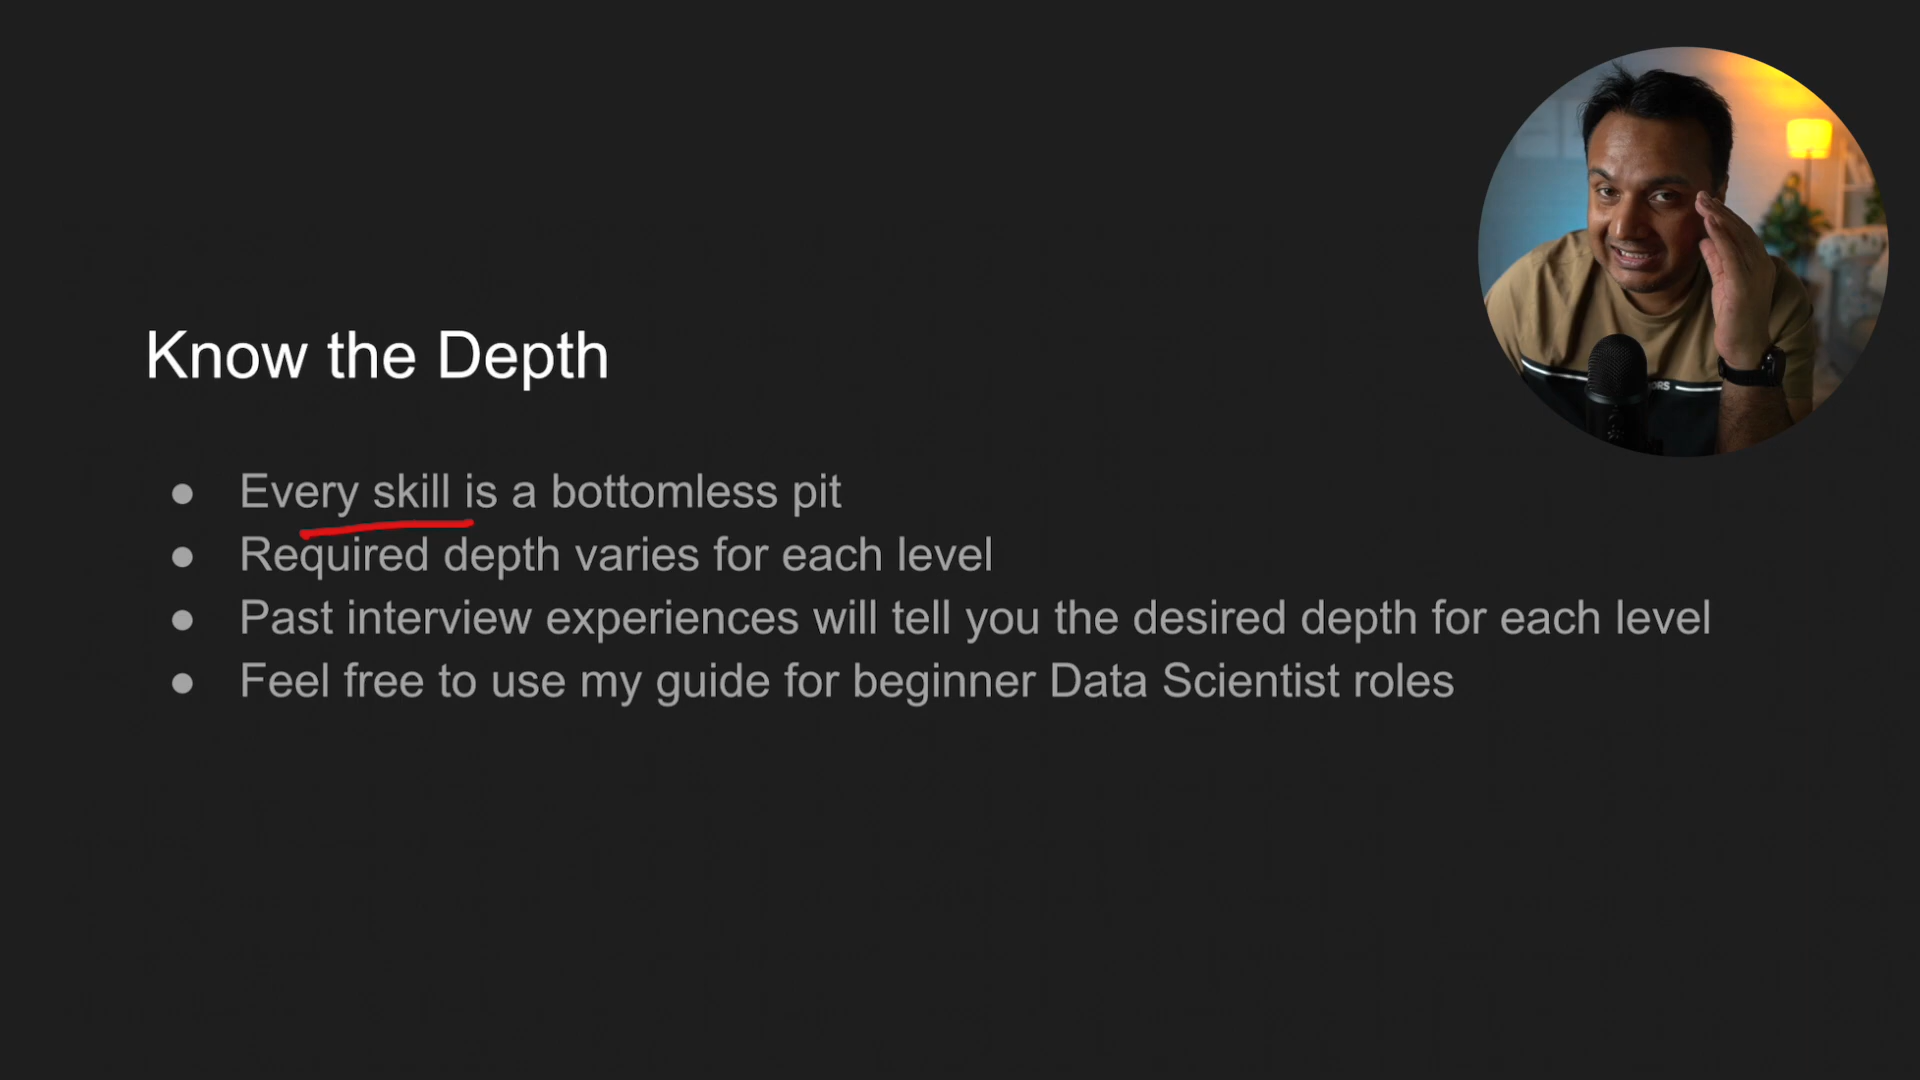 Know the Depth
● Every skill is a bottomless pit
● Required depth varies for each level
● Past interview experiences will tell you the desired depth for each level
● Feel free to use my guide for beginner Data Scientist roles